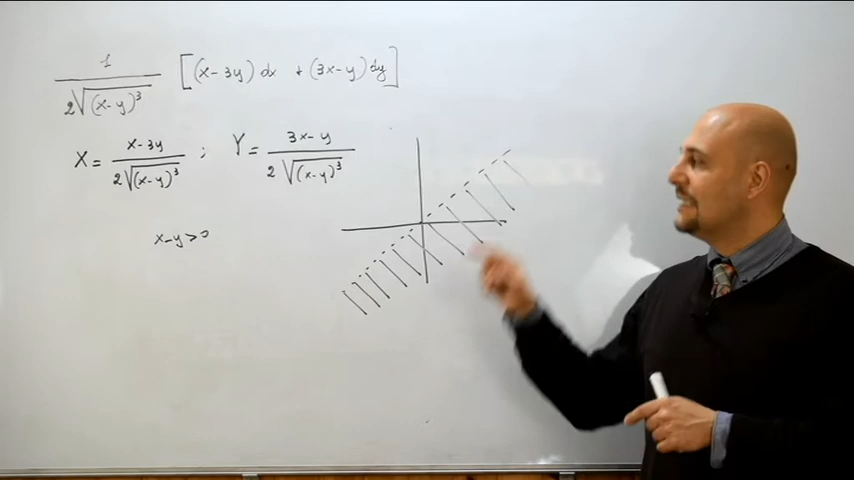 1/(2√(x-y)³) [(x-3y)dx + (3x-y)dy]
X = (x-3y)/(2√(x-y)³) ; Y = (3x-y)/(2√(x-y)³)
x-y>0